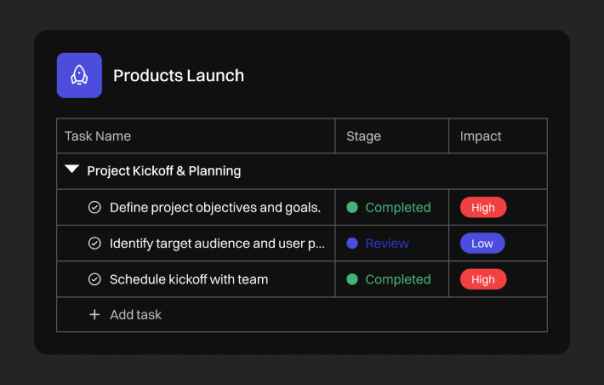 Products Launch
Task Name Stage Impact
Project Kickoff & Planning
Define project objectives and goals. Completed High
Identify target audience and user p... Review Low
Schedule kickoff with team Completed High
+ Add task